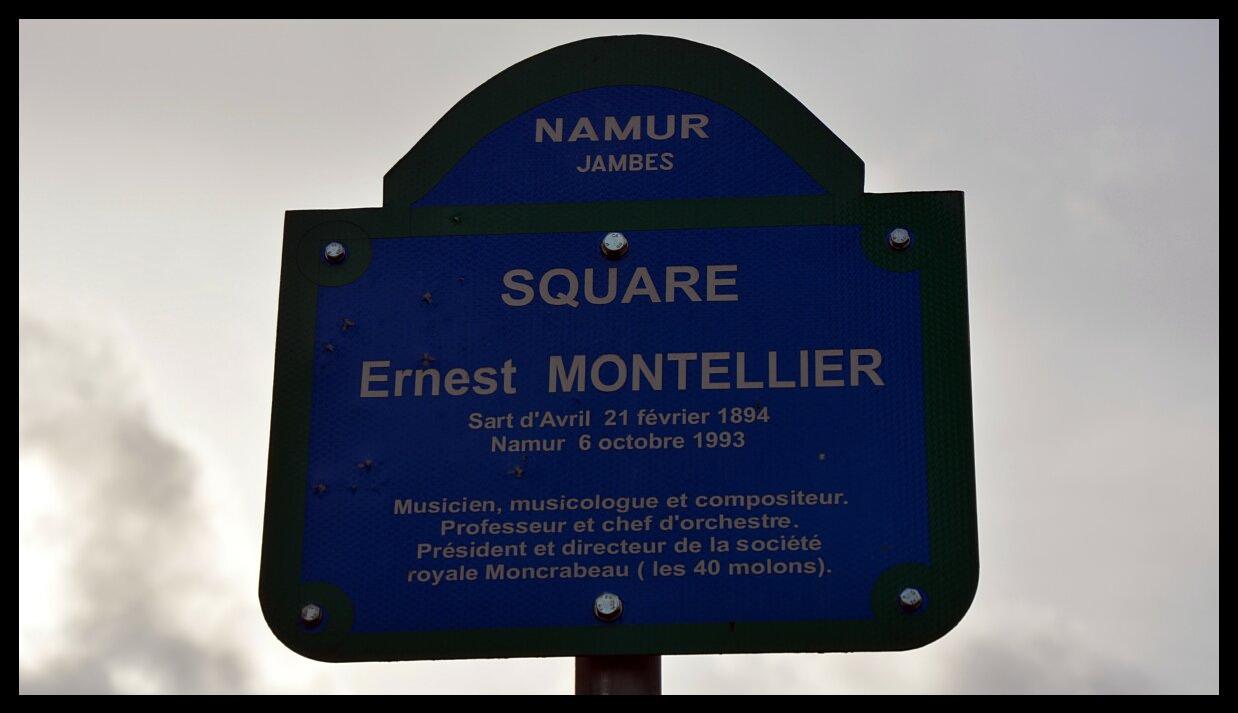 NAMUR
JAMBES
SQUARE
Ernest MONTELLIER
Sart d'Avril 21 février 1894
Namur 6 octobre 1993
Musicien, musicologue et compositeur.
Professeur et chef d'orchestre.
Président et directeur de la société
royale Moncrabeau ( les 40 molons).